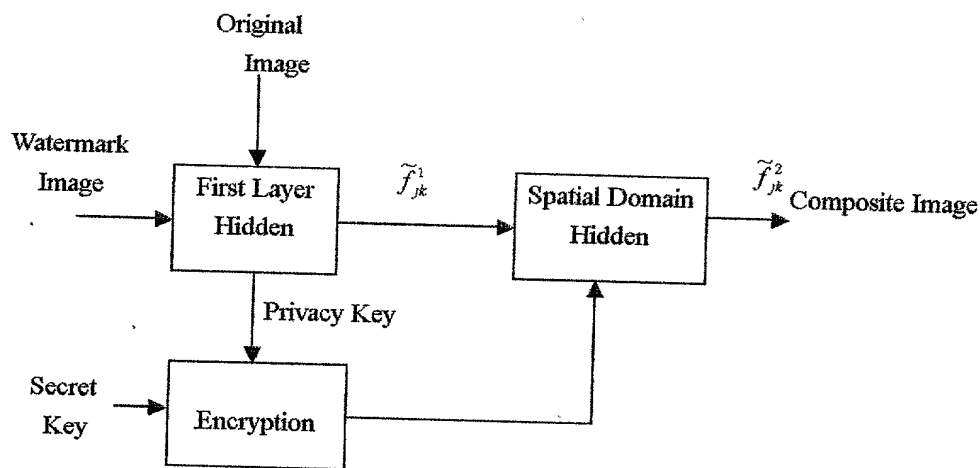 Original
Image
Watermark
Image
First Layer
Hidden
f̃¹ⱼₖ
Spatial Domain
Hidden
f̃²ⱼₖ
Composite Image
Privacy Key
Secret
Key
Encryption